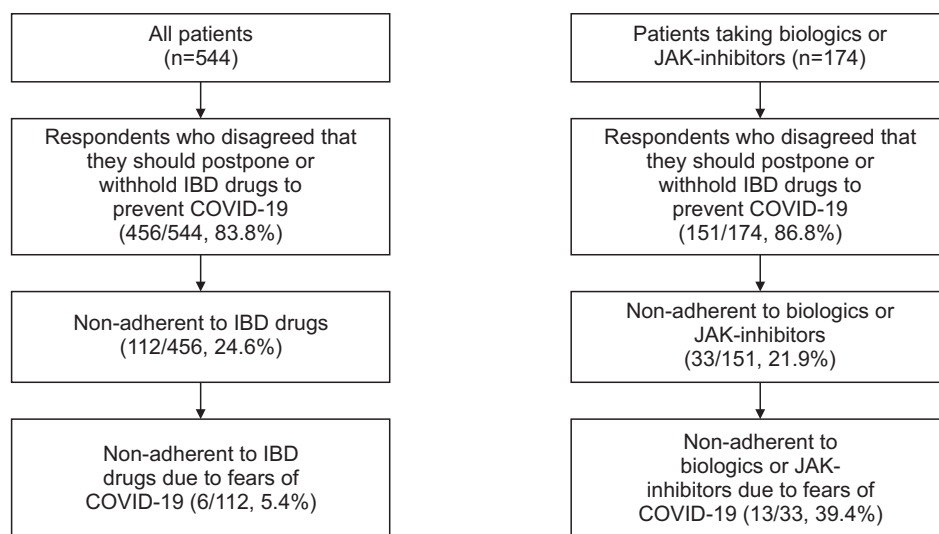 All patients
(n=544)
Respondents who disagreed that
they should postpone or
withhold IBD drugs to
prevent COVID-19
(456/544, 83.8%)
Non-adherent to IBD drugs
(112/456, 24.6%)
Non-adherent to IBD
drugs due to fears of
COVID-19 (6/112, 5.4%)
Patients taking biologics or
JAK-inhibitors (n=174)
Respondents who disagreed that
they should postpone or
withhold IBD drugs to
prevent COVID-19
(151/174, 86.8%)
Non-adherent to biologics or
JAK-inhibitors
(33/151, 21.9%)
Non-adherent to
biologics or JAK-
inhibitors due to fears of
COVID-19 (13/33, 39.4%)